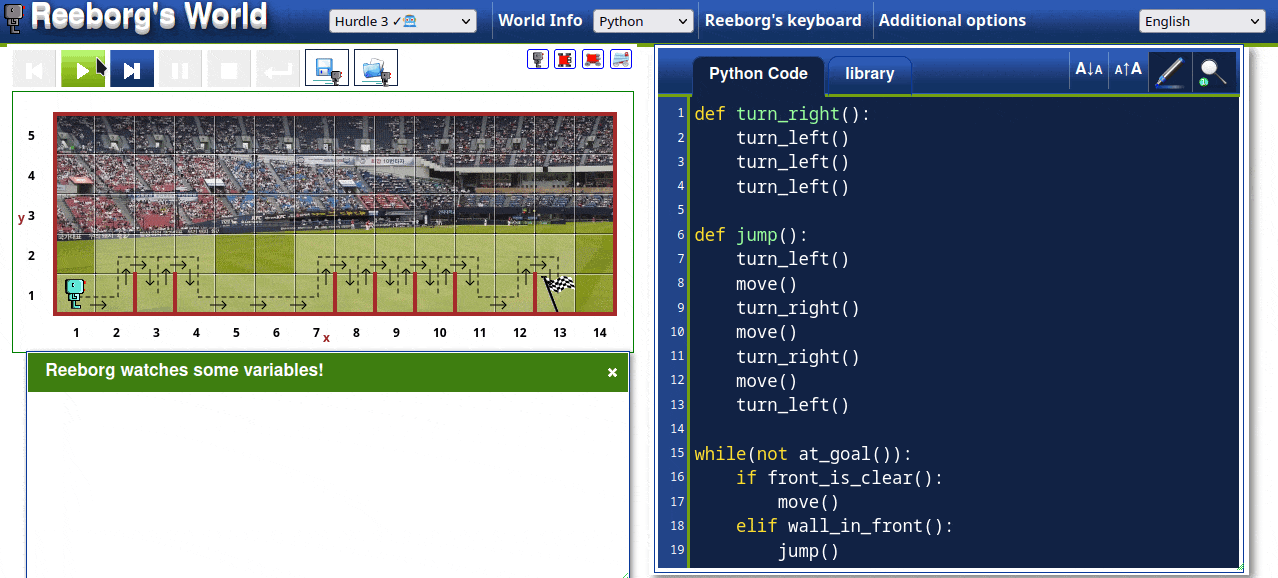 Reeborg's World
Hurdle 3 ✓
World Info
Python
Reeborg's keyboard
Additional options
English
5
4
y 3
2
1
1 2 3 4 5 6 7 8 9 10 11 12 13 14
x
Reeborg watches some variables!
×
Python Code
library
A↓A
A↑A
1 def turn_right():
2 turn_left()
3 turn_left()
4 turn_left()
5
6 def jump():
7 turn_left()
8 move()
9 turn_right()
10 move()
11 turn_right()
12 move()
13 turn_left()
14
15 while(not at_goal()):
16 if front_is_clear():
17 move()
18 elif wall_in_front():
19 jump()